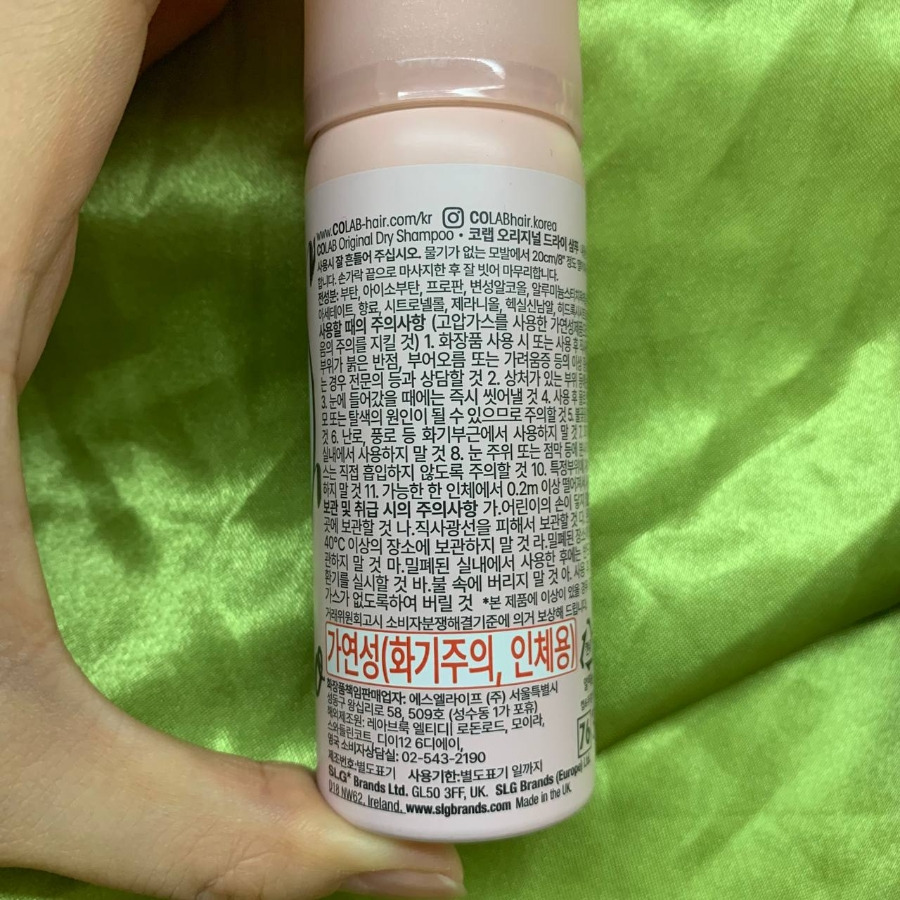 www.COLAB-hair.com/kr COLABhair.korea
COLAB Original Dry Shampoo • 코랩 오리지널 드라이 샴푸
사용시 잘 흔들어 주십시오. 물기가 없는 모발에서 20cm/8" 정도
합니다. 손가락 끝으로 마사지한 후 잘 빗어 마무리합니다.
전성분: 부탄, 아이소부탄, 프로판, 변성알코올,
아세테이트, 향료, 시트로넬롤, 제라니올, 헥실신남알,
사용할 때의 주의사항 (고압가스를 사용한 가연성제품
음의 주의를 지킬 것) 1. 화장품 사용 시 또는 사용 후
부위가 붉은 반점, 부어오름 또는 가려움증 등의 이상
는 경우 전문의 등과 상담할 것 2. 상처가 있는 부위
3. 눈에 들어갔을 때에는 즉시 씻어낼 것 4. 사용 후
모 또는 탈색의 원인이 될 수 있으므로 주의할 것 5.
것 6. 난로, 풍로 등 화기부근에서 사용하지 말 것 7.
실내에서 사용하지 말 것 8. 눈 주위 또는 점막 등에
스는 직접 흡입하지 않도록 주의할 것 10. 특정부위에
하지 말 것 11. 가능한 한 인체에서 0.2m 이상
보관 및 취급 시의 주의사항 가.어린이의 손이 닿지
곳에 보관할 것 나.직사광선을 피해서 보관할 것 다.
40°C 이상의 장소에 보관하지 말 것 라.밀폐된 장소
관하지 말 것 마.밀폐된 실내에서 사용한 후에는
환기를 실시할 것 바.불 속에 버리지 말 것 아. 사용
가스가 없도록하여 버릴 것 *본 제품에 이상이 있을
거래위원회고시 소비자분쟁해결기준에 의거 보상해 드립니다.
가연성(화기주의, 인체용)
화장품책임판매업자: 에스엘라이프 (주) 서울특별시
성동구 왕십리로 58, 509호 (성수동 1가 포휴)
해외제조원: 레아브룩 엘티디 로돈로드, 모이라,
스와들린코트, 디이12 6디에이,
영국 소비자상담실: 02-543-2190
제조번호:별도표기 사용기한:별도표기 일까지
76
SLG* Brands Ltd. GL50 3FF, UK. SLG Brands (Europe)
D18 NW62, Ireland. www.slgbrands.com Made in the UK.